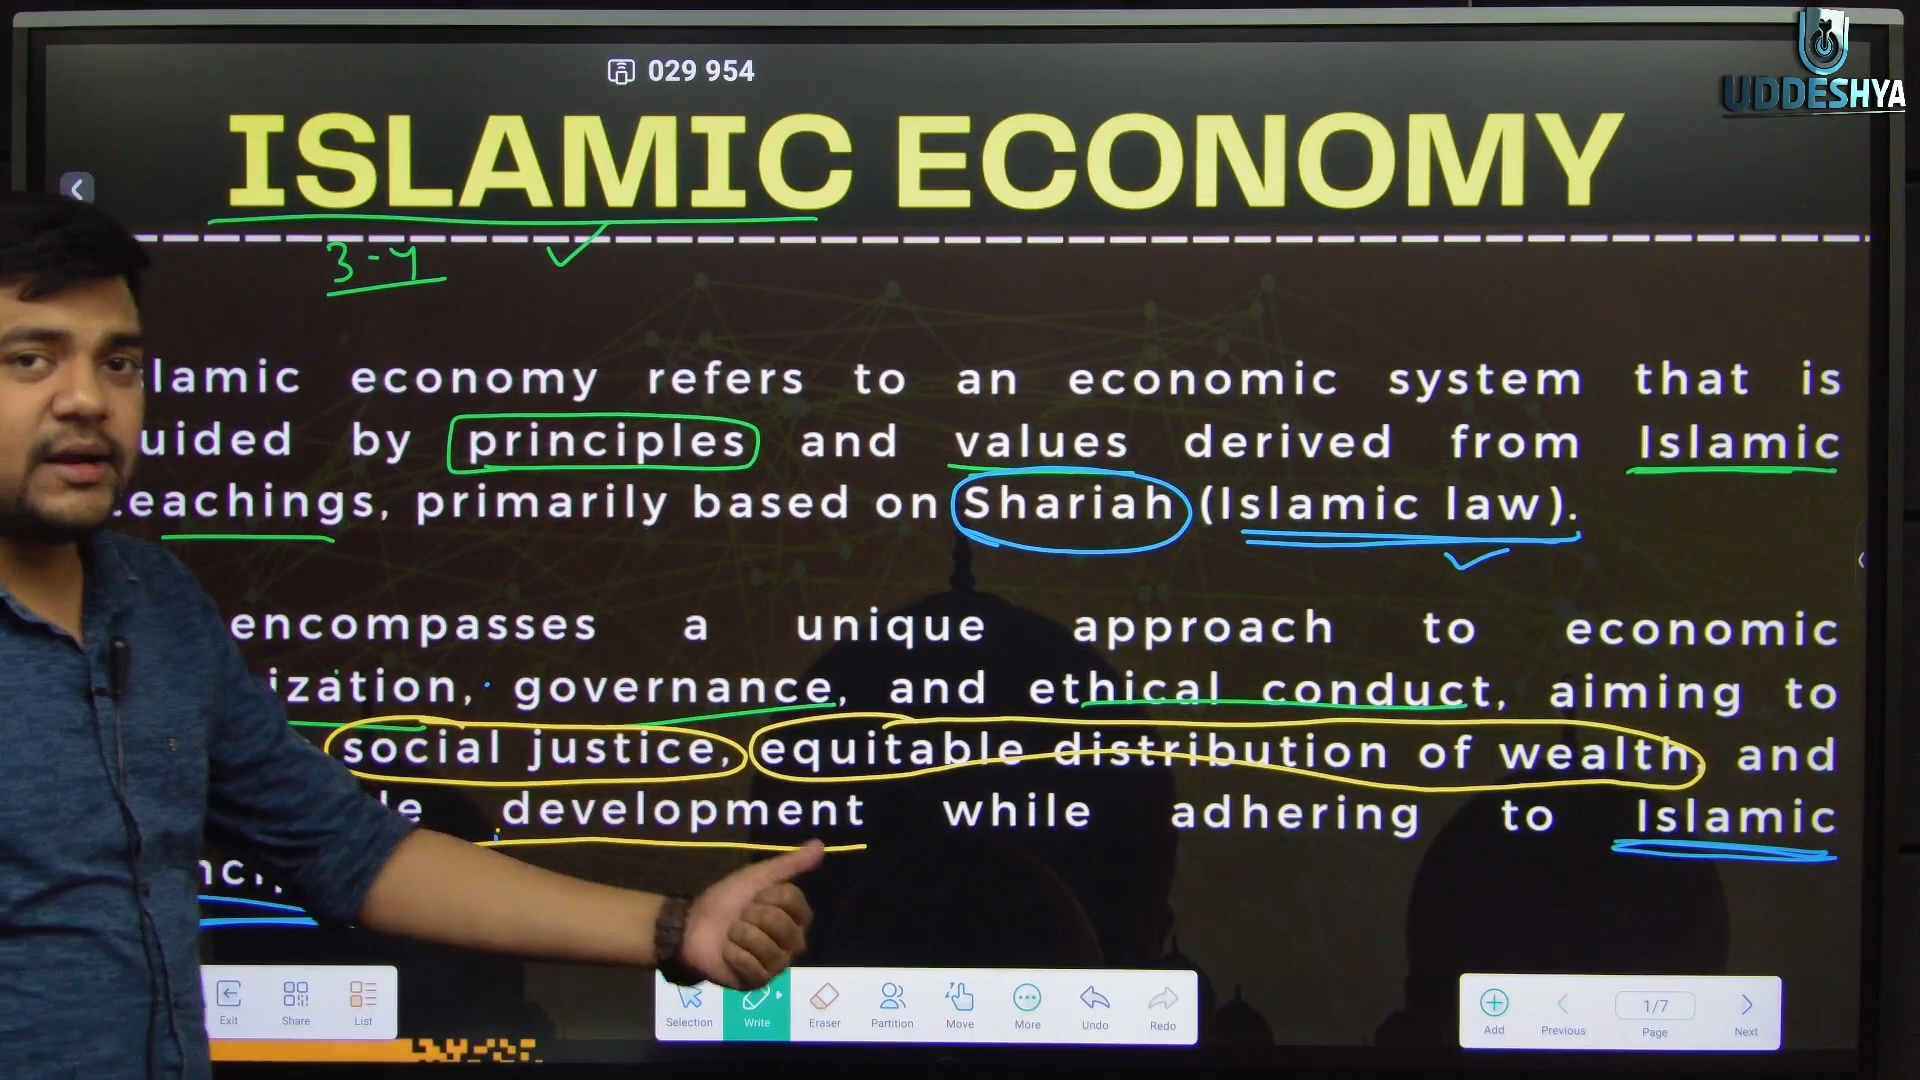 029 954
UDDESHYA
ISLAMIC ECONOMY
3-4
lamic economy refers to an economic system that is
uided by principles and values derived from Islamic
teachings, primarily based on Shariah (Islamic law).
encompasses a unique approach to economic
ization, governance, and ethical conduct, aiming to
social justice, equitable distribution of wealth, and
le development while adhering to Islamic
Exit Share List
Selection Write Eraser Partition Move More Undo Redo
Add Previous 1/7 Page Next